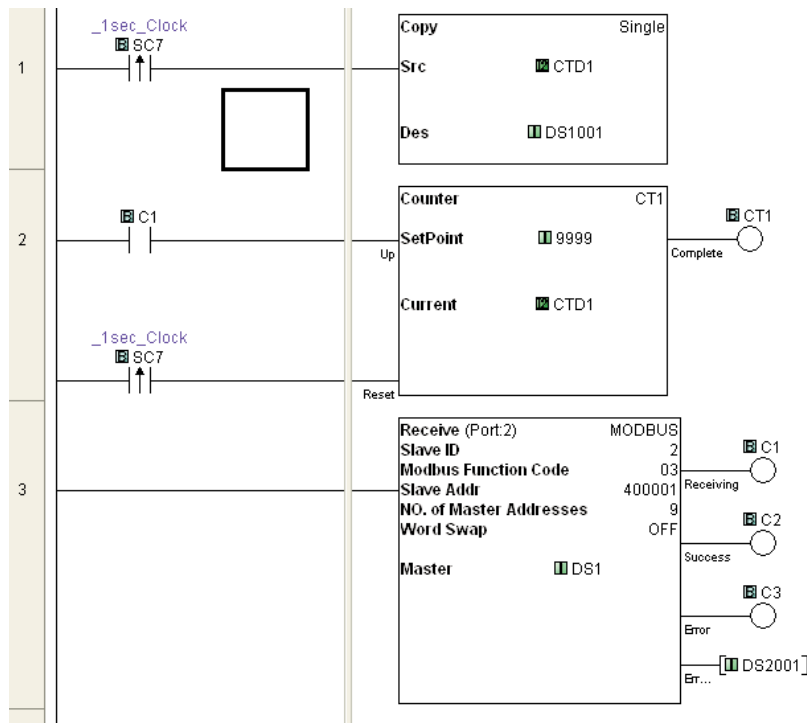 _1sec_Clock
SC7
Copy Single
1
Src CTD1
Des DS1001
Counter CT1
C1
CT1
2
SetPoint 9999
Up
Complete
Current CTD1
_1sec_Clock
SC7
Reset
Receive (Port:2) MODBUS
Slave ID 2
C1
Modbus Function Code 03
3
Slave Addr 400001
Receiving
NO. of Master Addresses 9
C2
Word Swap OFF
Success
Master DS1
C3
Error
DS2001
Err...